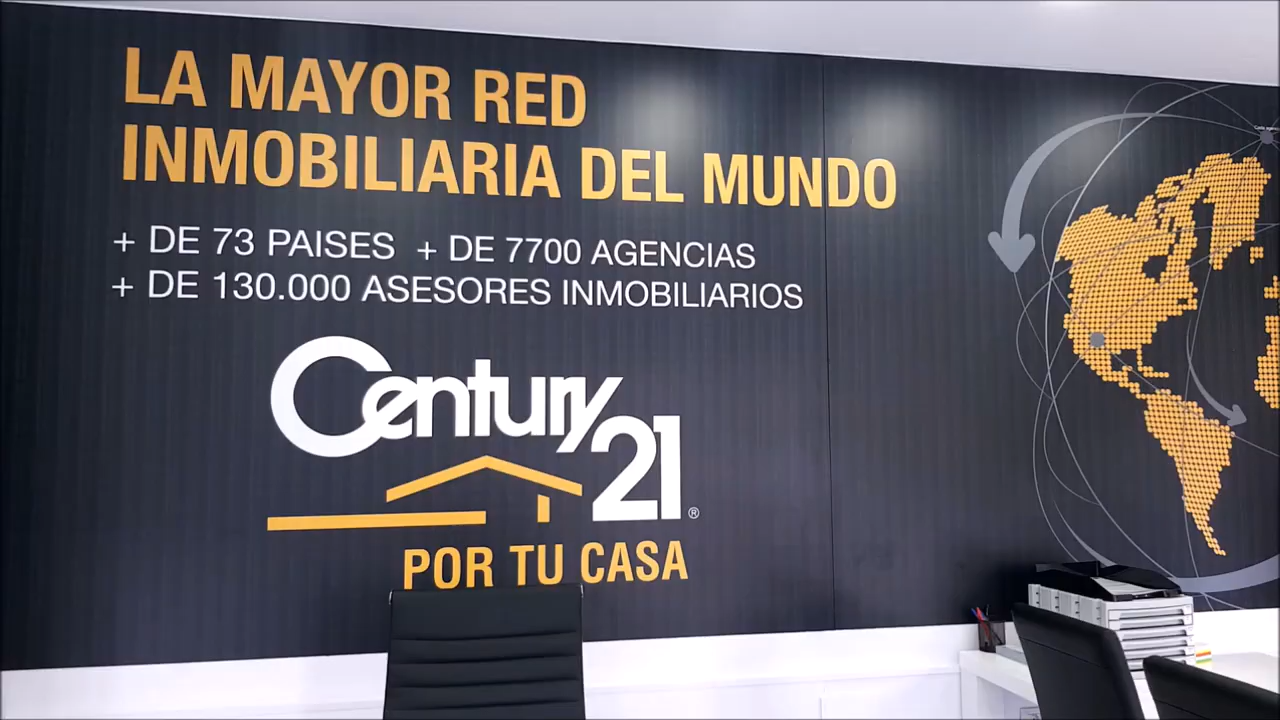 LA MAYOR RED
INMOBILIARIA DEL MUNDO
+ DE 73 PAISES + DE 7700 AGENCIAS
+ DE 130.000 ASESORES INMOBILIARIOS
Century
21®
POR TU CASA